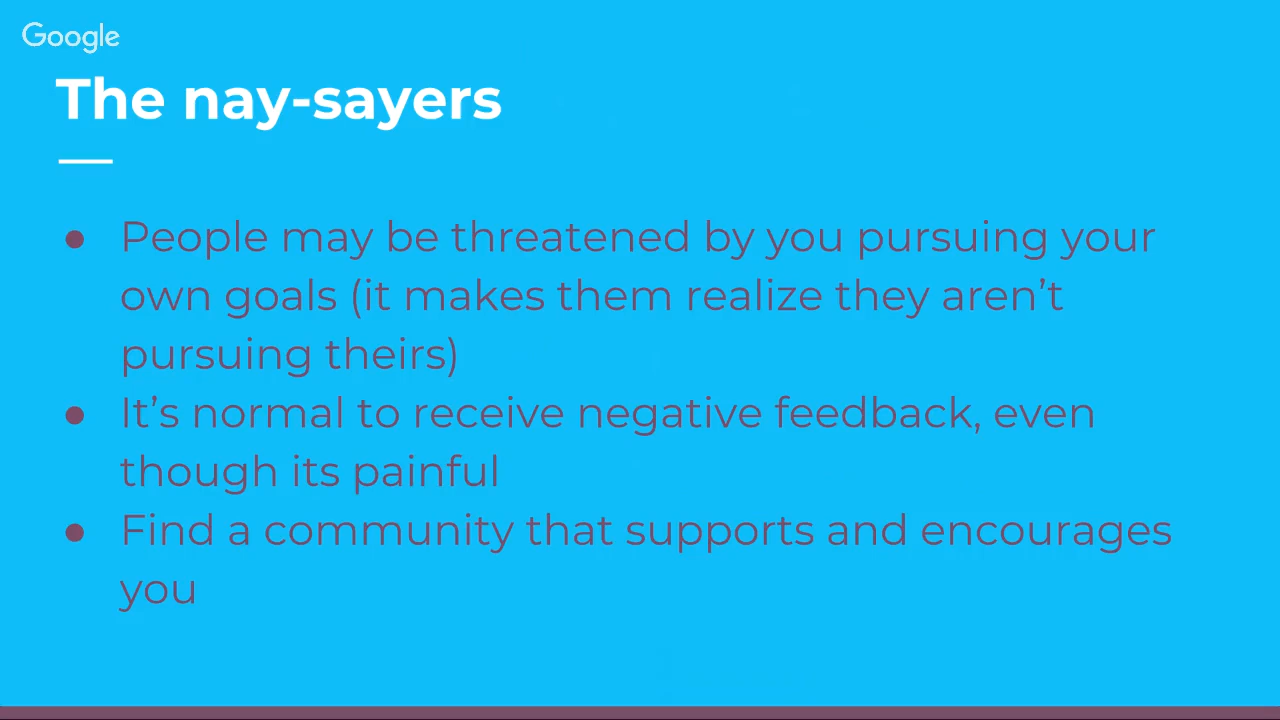 Google
The nay-sayers
● People may be threatened by you pursuing your
own goals (it makes them realize they aren’t
pursuing theirs)
● It’s normal to receive negative feedback, even
though its painful
● Find a community that supports and encourages
you